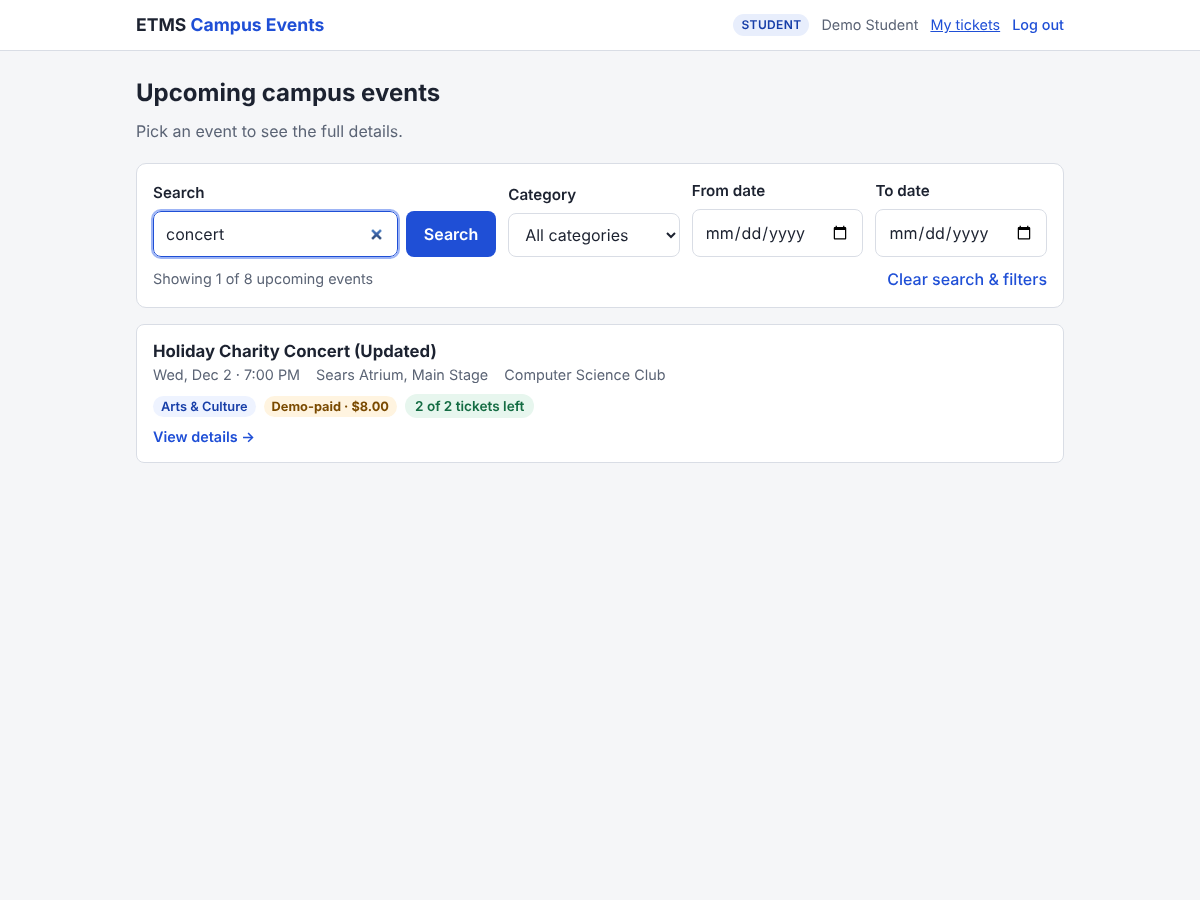 ETMS Campus Events
STUDENT Demo Student My tickets Log out
Upcoming campus events
Pick an event to see the full details.
Search
concert
Search
Category
All categories
From date
mm/dd/yyyy
To date
mm/dd/yyyy
Showing 1 of 8 upcoming events
Clear search & filters
Holiday Charity Concert (Updated)
Wed, Dec 2 · 7:00 PM Sears Atrium, Main Stage Computer Science Club
Arts & Culture Demo-paid · $8.00 2 of 2 tickets left
View details →